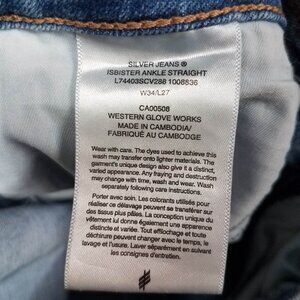 SILVER JEANS ®
ISBISTER ANKLE STRAIGHT
L74403SCV288 1008836
W34/L27
CA00508
WESTERN GLOVE WORKS
MADE IN CAMBODIA/
FABRIQUÉ AU CAMBODGE
Wear with care. The dyes used to achieve this
wash may transfer onto lighter materials. The
garment's unique design also give it a distinct,
varied appearance. Any fraying and destruction
may change with time, wash and wear. Wash
separately following care instructions.
Porter avec soin. Les colorants utilisés pour
réaliser ce délavage peuvent se transférer sur
des tissus plus pâles. La conception unique du
vêtement lui donne également une apparence
distincte et variée. Tout effilochage et toute
déchirure peuvent changer avec le temps, le
lavage et l'usure. Laver séparément en suivant
les consignes d'entretien.